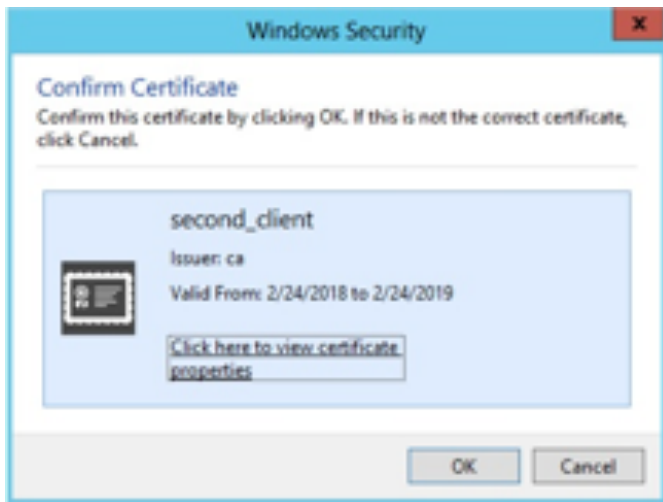 Windows Security
x
Confirm Certificate
Confirm this certificate by clicking OK. If this is not the correct certificate,
click Cancel.
second_client
Issuer: ca
Valid From: 2/24/2018 to 2/24/2019
Click here to view certificate
properties
OK
Cancel